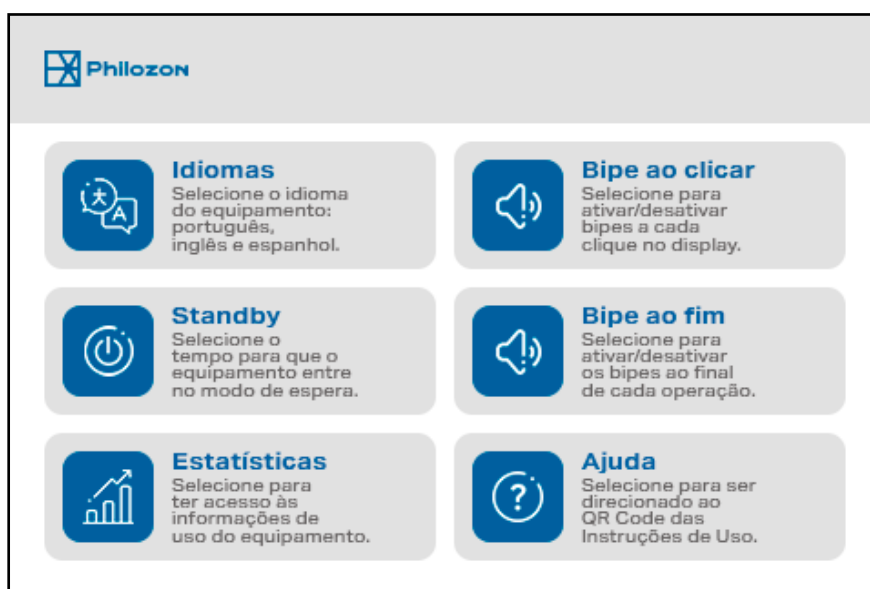 Philozon
Idiomas
Selecione o idioma
do equipamento:
português,
inglês e espanhol.
Bipe ao clicar
Selecione para
ativar/desativar
bipes a cada
clique no display.
Standby
Selecione o
tempo para que o
equipamento entre
no modo de espera.
Bipe ao fim
Selecione para
ativar/desativar
os bipes ao final
de cada operação.
Estatísticas
Selecione para
ter acesso às
informações de
uso do equipamento.
Ajuda
Selecione para ser
direcionado ao
QR Code das
Instruções de Uso.